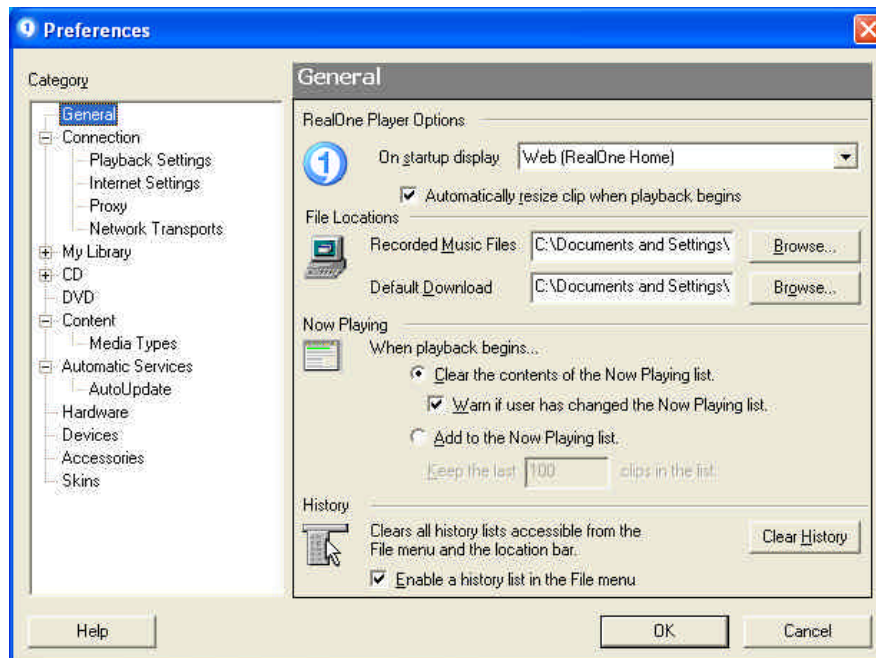 Preferences
Category
General
Connection
Playback Settings
Internet Settings
Proxy
Network Transports
My Library
CD
DVD
Content
Media Types
Automatic Services
AutoUpdate
Hardware
Devices
Accessories
Skins
General
RealOne Player Options
On startup display Web (RealOne Home)
Automatically resize clip when playback begins
File Locations
Recorded Music Files C:\Documents and Settings\ Browse...
Default Download C:\Documents and Settings\ Browse...
Now Playing
When playback begins...
Clear the contents of the Now Playing list.
Warn if user has changed the Now Playing list.
Add to the Now Playing list.
Keep the last 100 clips in the list.
History
Clears all history lists accessible from the
File menu and the location bar.
Clear History
Enable a history list in the File menu
Help OK Cancel